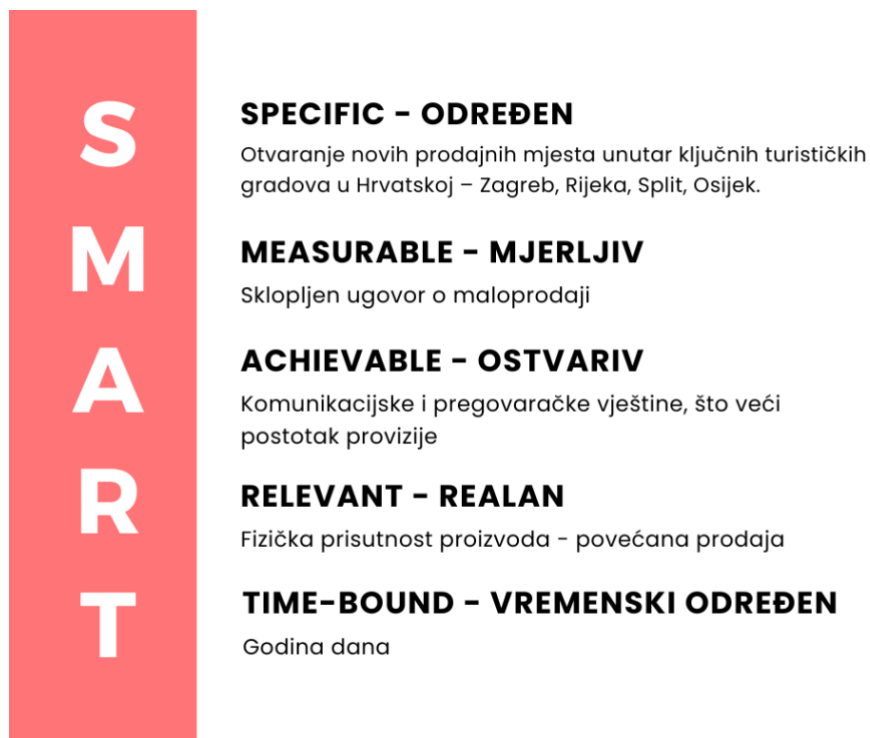 S
SPECIFIC - ODREĐEN
Otvaranje novih prodajnih mjesta unutar ključnih turističkih
gradova u Hrvatskoj – Zagreb, Rijeka, Split, Osijek.
M
MEASURABLE - MJERLJIV
Sklopljen ugovor o maloprodaji
A
ACHIEVABLE - OSTVARIV
Komunikacijske i pregovaračke vještine, što veći
postotak provizije
R
RELEVANT - REALAN
Fizička prisutnost proizvoda - povećana prodaja
T
TIME-BOUND - VREMENSKI ODREĐEN
Godina dana